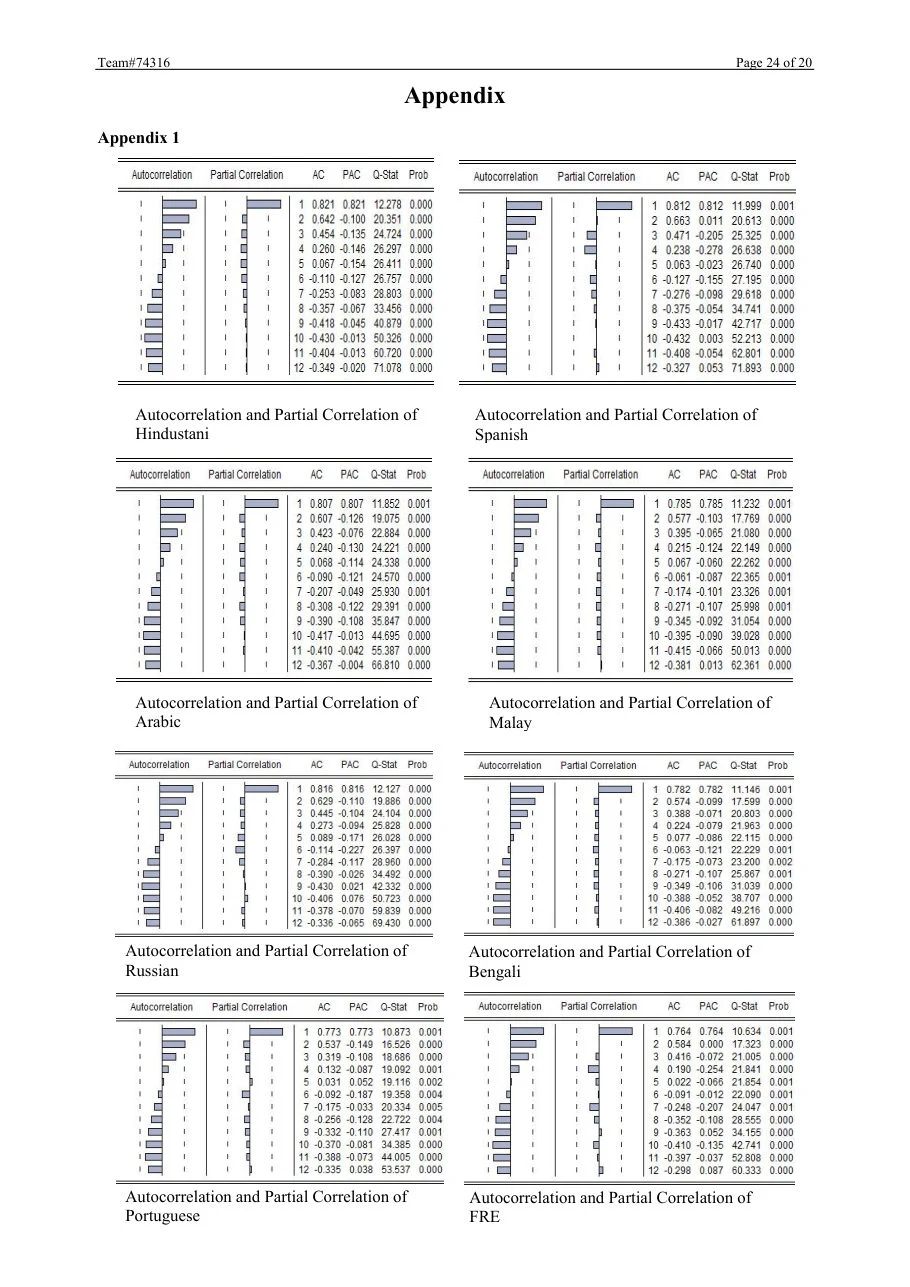 Team#74316 Page 24 of 20
Appendix
Appendix 1
Autocorrelation Partial Correlation AC PAC Q-Stat Prob
1 0.821 0.821 12.278 0.000
2 0.642 -0.100 20.351 0.000
3 0.454 -0.135 24.724 0.000
4 0.260 -0.146 26.297 0.000
5 0.067 -0.154 26.411 0.000
6 -0.110 -0.127 26.757 0.000
7 -0.253 -0.083 28.803 0.000
8 -0.357 -0.067 33.456 0.000
9 -0.418 -0.045 40.879 0.000
10 -0.430 -0.013 50.326 0.000
11 -0.404 -0.013 60.720 0.000
12 -0.349 -0.020 71.078 0.000
Autocorrelation and Partial Correlation of
Hindustani
Autocorrelation Partial Correlation AC PAC Q-Stat Prob
1 0.812 0.812 11.999 0.001
2 0.663 0.011 20.613 0.000
3 0.471 -0.205 25.325 0.000
4 0.238 -0.278 26.638 0.000
5 0.063 -0.023 26.740 0.000
6 -0.127 -0.155 27.195 0.000
7 -0.276 -0.098 29.618 0.000
8 -0.375 -0.054 34.741 0.000
9 -0.433 -0.017 42.717 0.000
10 -0.432 0.003 52.213 0.000
11 -0.408 -0.054 62.801 0.000
12 -0.327 0.053 71.893 0.000
Autocorrelation and Partial Correlation of
Spanish
Autocorrelation Partial Correlation AC PAC Q-Stat Prob
1 0.807 0.807 11.852 0.001
2 0.607 -0.126 19.075 0.000
3 0.423 -0.076 22.884 0.000
4 0.240 -0.130 24.221 0.000
5 0.068 -0.114 24.338 0.000
6 -0.090 -0.121 24.570 0.000
7 -0.207 -0.049 25.930 0.001
8 -0.308 -0.122 29.391 0.000
9 -0.390 -0.108 35.847 0.000
10 -0.417 -0.013 44.695 0.000
11 -0.410 -0.042 55.387 0.000
12 -0.367 -0.004 66.810 0.000
Autocorrelation and Partial Correlation of
Arabic
Autocorrelation Partial Correlation AC PAC Q-Stat Prob
1 0.785 0.785 11.232 0.001
2 0.577 -0.103 17.769 0.000
3 0.395 -0.065 21.080 0.000
4 0.215 -0.124 22.149 0.000
5 0.067 -0.060 22.262 0.000
6 -0.061 -0.087 22.365 0.001
7 -0.174 -0.101 23.326 0.001
8 -0.271 -0.107 25.998 0.001
9 -0.345 -0.092 31.054 0.000
10 -0.395 -0.090 39.028 0.000
11 -0.415 -0.066 50.013 0.000
12 -0.381 0.013 62.361 0.000
Autocorrelation and Partial Correlation of
Malay
Autocorrelation Partial Correlation AC PAC Q-Stat Prob
1 0.816 0.816 12.127 0.000
2 0.629 -0.110 19.886 0.000
3 0.445 -0.104 24.104 0.000
4 0.273 -0.094 25.828 0.000
5 0.089 -0.171 26.028 0.000
6 -0.114 -0.227 26.397 0.000
7 -0.284 -0.117 28.960 0.000
8 -0.390 -0.026 34.492 0.000
9 -0.430 0.021 42.332 0.000
10 -0.406 0.076 50.723 0.000
11 -0.378 -0.070 59.839 0.000
12 -0.336 -0.065 69.430 0.000
Autocorrelation and Partial Correlation of
Russian
Autocorrelation Partial Correlation AC PAC Q-Stat Prob
1 0.782 0.782 11.146 0.001
2 0.574 -0.099 17.599 0.000
3 0.388 -0.071 20.803 0.000
4 0.224 -0.079 21.963 0.000
5 0.077 -0.086 22.115 0.000
6 -0.063 -0.121 22.229 0.001
7 -0.175 -0.073 23.200 0.002
8 -0.271 -0.107 25.867 0.001
9 -0.349 -0.106 31.039 0.000
10 -0.388 -0.052 38.707 0.000
11 -0.406 -0.082 49.216 0.000
12 -0.386 -0.027 61.897 0.000
Autocorrelation and Partial Correlation of
Bengali
Autocorrelation Partial Correlation AC PAC Q-Stat Prob
1 0.773 0.773 10.873 0.001
2 0.537 -0.149 16.526 0.000
3 0.319 -0.108 18.686 0.000
4 0.132 -0.087 19.092 0.001
5 0.031 0.052 19.116 0.002
6 -0.092 -0.187 19.358 0.004
7 -0.175 -0.033 20.334 0.005
8 -0.256 -0.128 22.722 0.004
9 -0.332 -0.110 27.417 0.001
10 -0.370 -0.081 34.385 0.000
11 -0.388 -0.073 44.005 0.000
12 -0.335 0.038 53.537 0.000
Autocorrelation and Partial Correlation of
Portuguese
Autocorrelation Partial Correlation AC PAC Q-Stat Prob
1 0.764 0.764 10.634 0.001
2 0.584 0.000 17.323 0.000
3 0.416 -0.072 21.005 0.000
4 0.190 -0.254 21.841 0.000
5 0.022 -0.066 21.854 0.001
6 -0.091 -0.012 22.090 0.001
7 -0.248 -0.207 24.047 0.001
8 -0.352 -0.108 28.555 0.000
9 -0.363 0.052 34.155 0.000
10 -0.410 -0.135 42.741 0.000
11 -0.397 -0.037 52.808 0.000
12 -0.298 0.087 60.333 0.000
Autocorrelation and Partial Correlation of
FRE